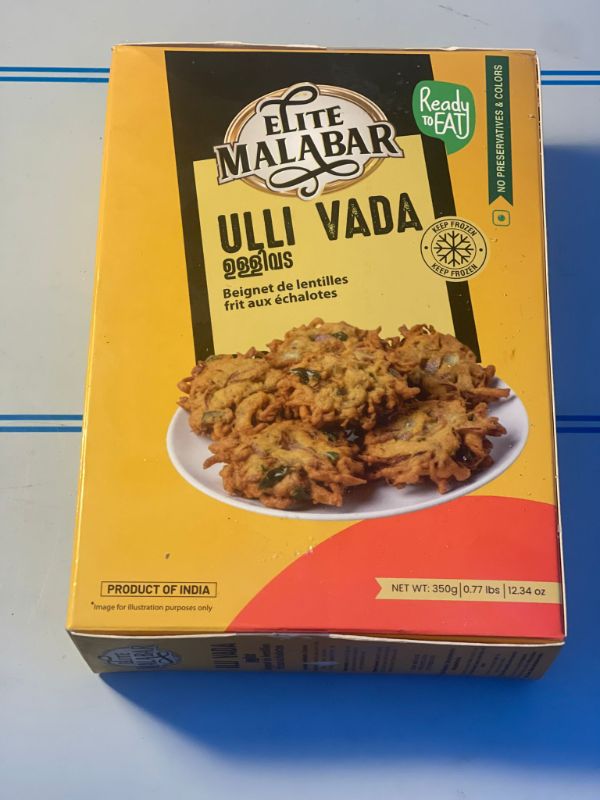 ELITE
MALABAR
Ready
TO EAT
NO PRESERVATIVES & COLORS
ULLI VADA
ഉള്ളിവട
Beignet de lentilles
frit aux échalotes
KEEP FROZEN
KEEP FROZEN
PRODUCT OF INDIA
*Image for illustration purposes only
NET WT: 350g | 0.77 lbs | 12.34 oz
ELITE
MALABAR
ULLI VADA